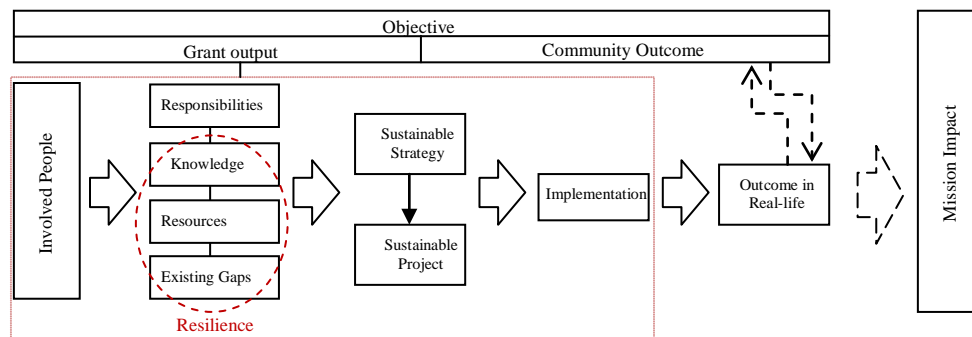 Objective
Grant output
Community Outcome
Involved People
Responsibilities
Knowledge
Resources
Existing Gaps
Resilience
Sustainable
Strategy
Sustainable
Project
Implementation
Outcome in
Real-life
Mission Impact